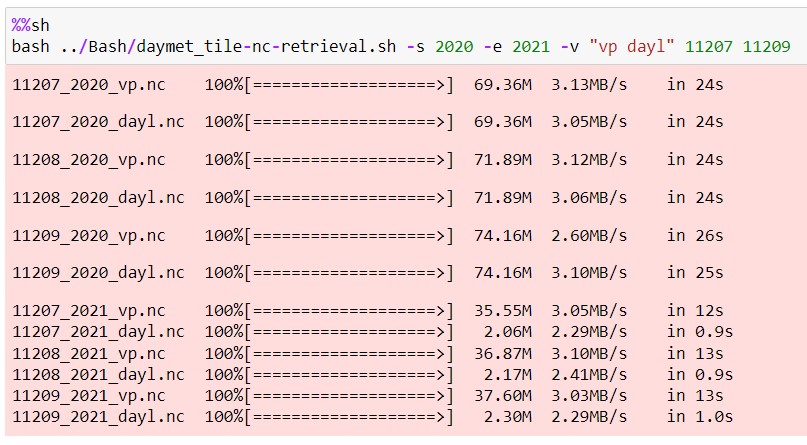 %%sh
bash ../Bash/daymet_tile-nc-retrieval.sh -s 2020 -e 2021 -v "vp dayl" 11207 11209
11207_2020_vp.nc    100%[===================>]  69.36M  3.13MB/s    in 24s
11207_2020_dayl.nc  100%[===================>]  69.36M  3.05MB/s    in 24s
11208_2020_vp.nc    100%[===================>]  71.89M  3.12MB/s    in 24s
11208_2020_dayl.nc  100%[===================>]  71.89M  3.06MB/s    in 24s
11209_2020_vp.nc    100%[===================>]  74.16M  2.60MB/s    in 26s
11209_2020_dayl.nc  100%[===================>]  74.16M  3.10MB/s    in 25s
11207_2021_vp.nc    100%[===================>]  35.55M  3.05MB/s    in 12s
11207_2021_dayl.nc  100%[===================>]   2.06M  2.29MB/s    in 0.9s
11208_2021_vp.nc    100%[===================>]  36.87M  3.10MB/s    in 13s
11208_2021_dayl.nc  100%[===================>]   2.17M  2.41MB/s    in 0.9s
11209_2021_vp.nc    100%[===================>]  37.60M  3.03MB/s    in 13s
11209_2021_dayl.nc  100%[===================>]   2.30M  2.29MB/s    in 1.0s